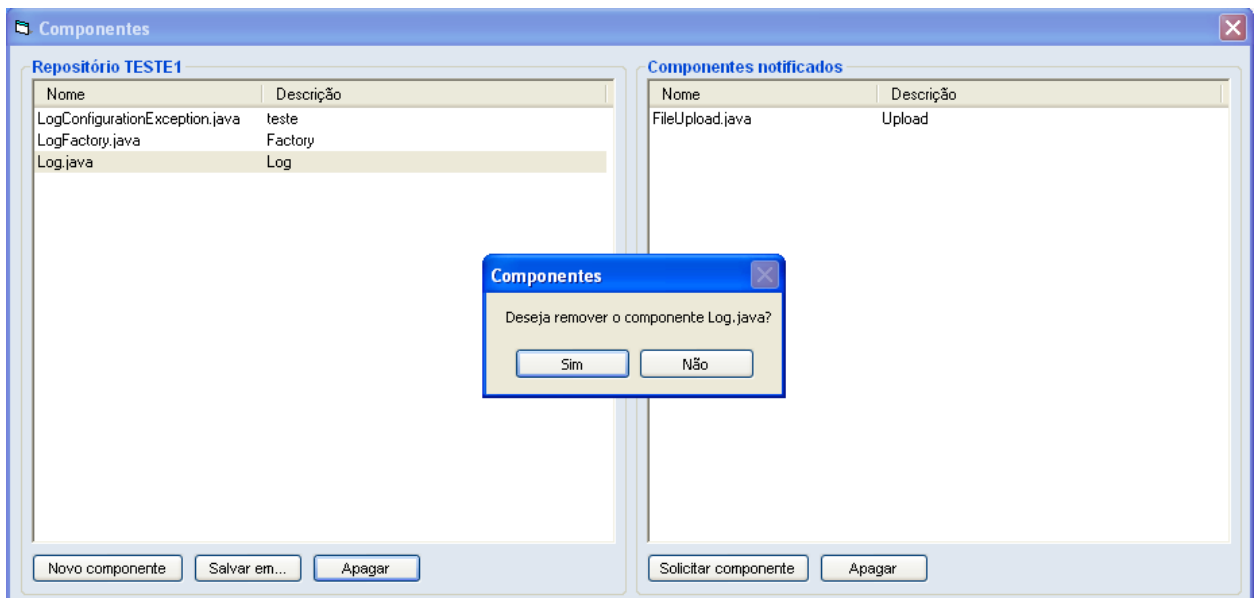 Componentes
Repositório TESTE1
Nome Descrição
LogConfigurationException.java teste
LogFactory.java Factory
Log.java Log
Novo componente Salvar em... Apagar
Componentes notificados
Nome Descrição
FileUpload.java Upload
Solicitar componente Apagar
Componentes
Deseja remover o componente Log.java?
Sim Não